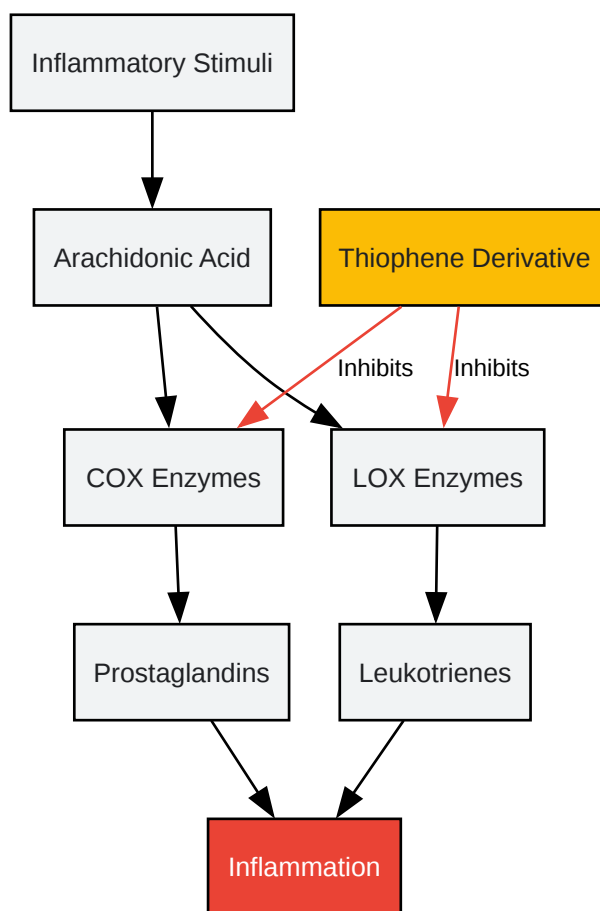 Inflammatory Stimuli
Arachidonic Acid
Thiophene Derivative
Inhibits
Inhibits
COX Enzymes
LOX Enzymes
Prostaglandins
Leukotrienes
Inflammation